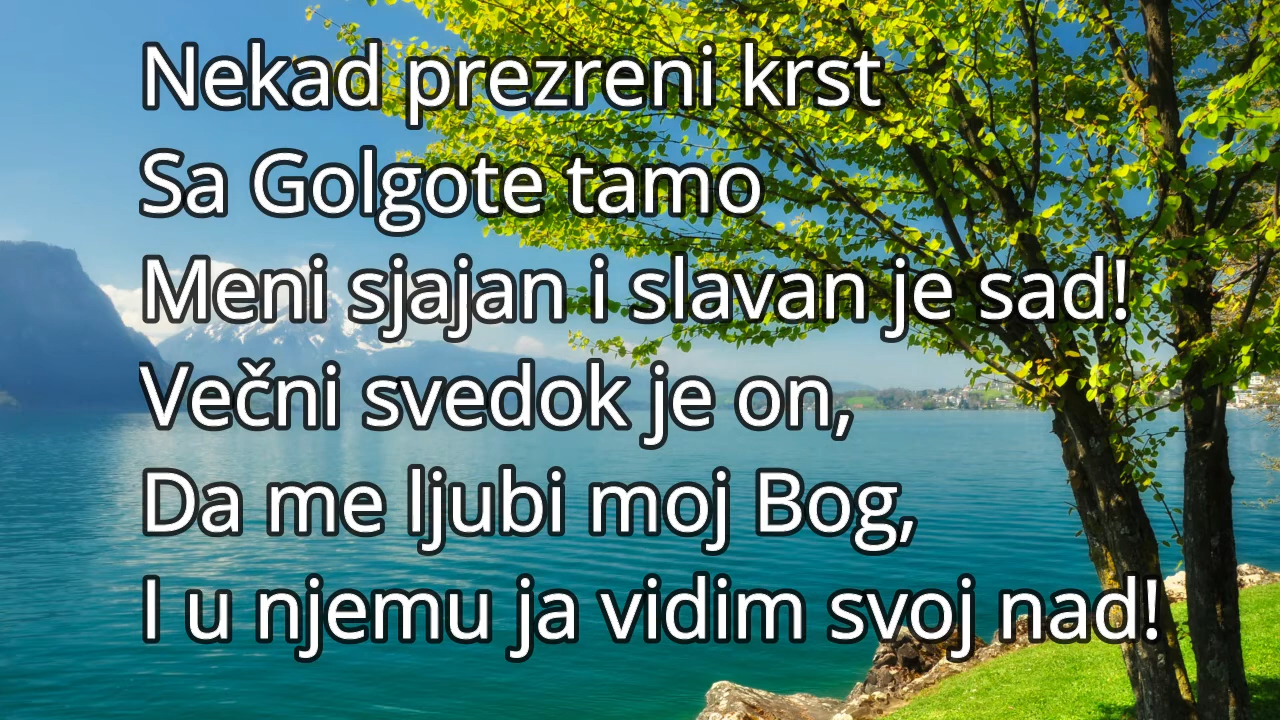 Nekad prezreni krst
Sa Golgote tamo
Meni sjajan i slavan je sad!
Večni svedok je on,
Da me ljubi moj Bog,
I u njemu ja vidim svoj nad!